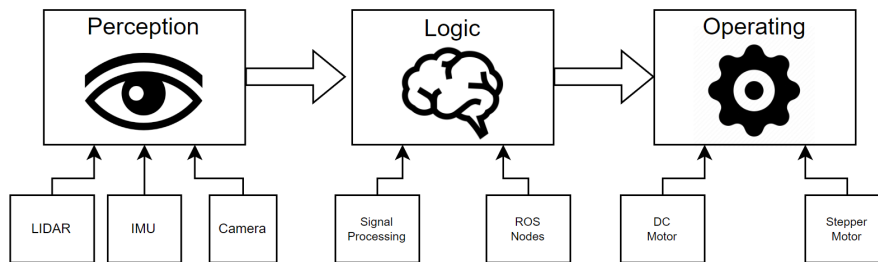 Perception
Logic
Operating
LIDAR
IMU
Camera
Signal
Processing
ROS
Nodes
DC
Motor
Stepper
Motor